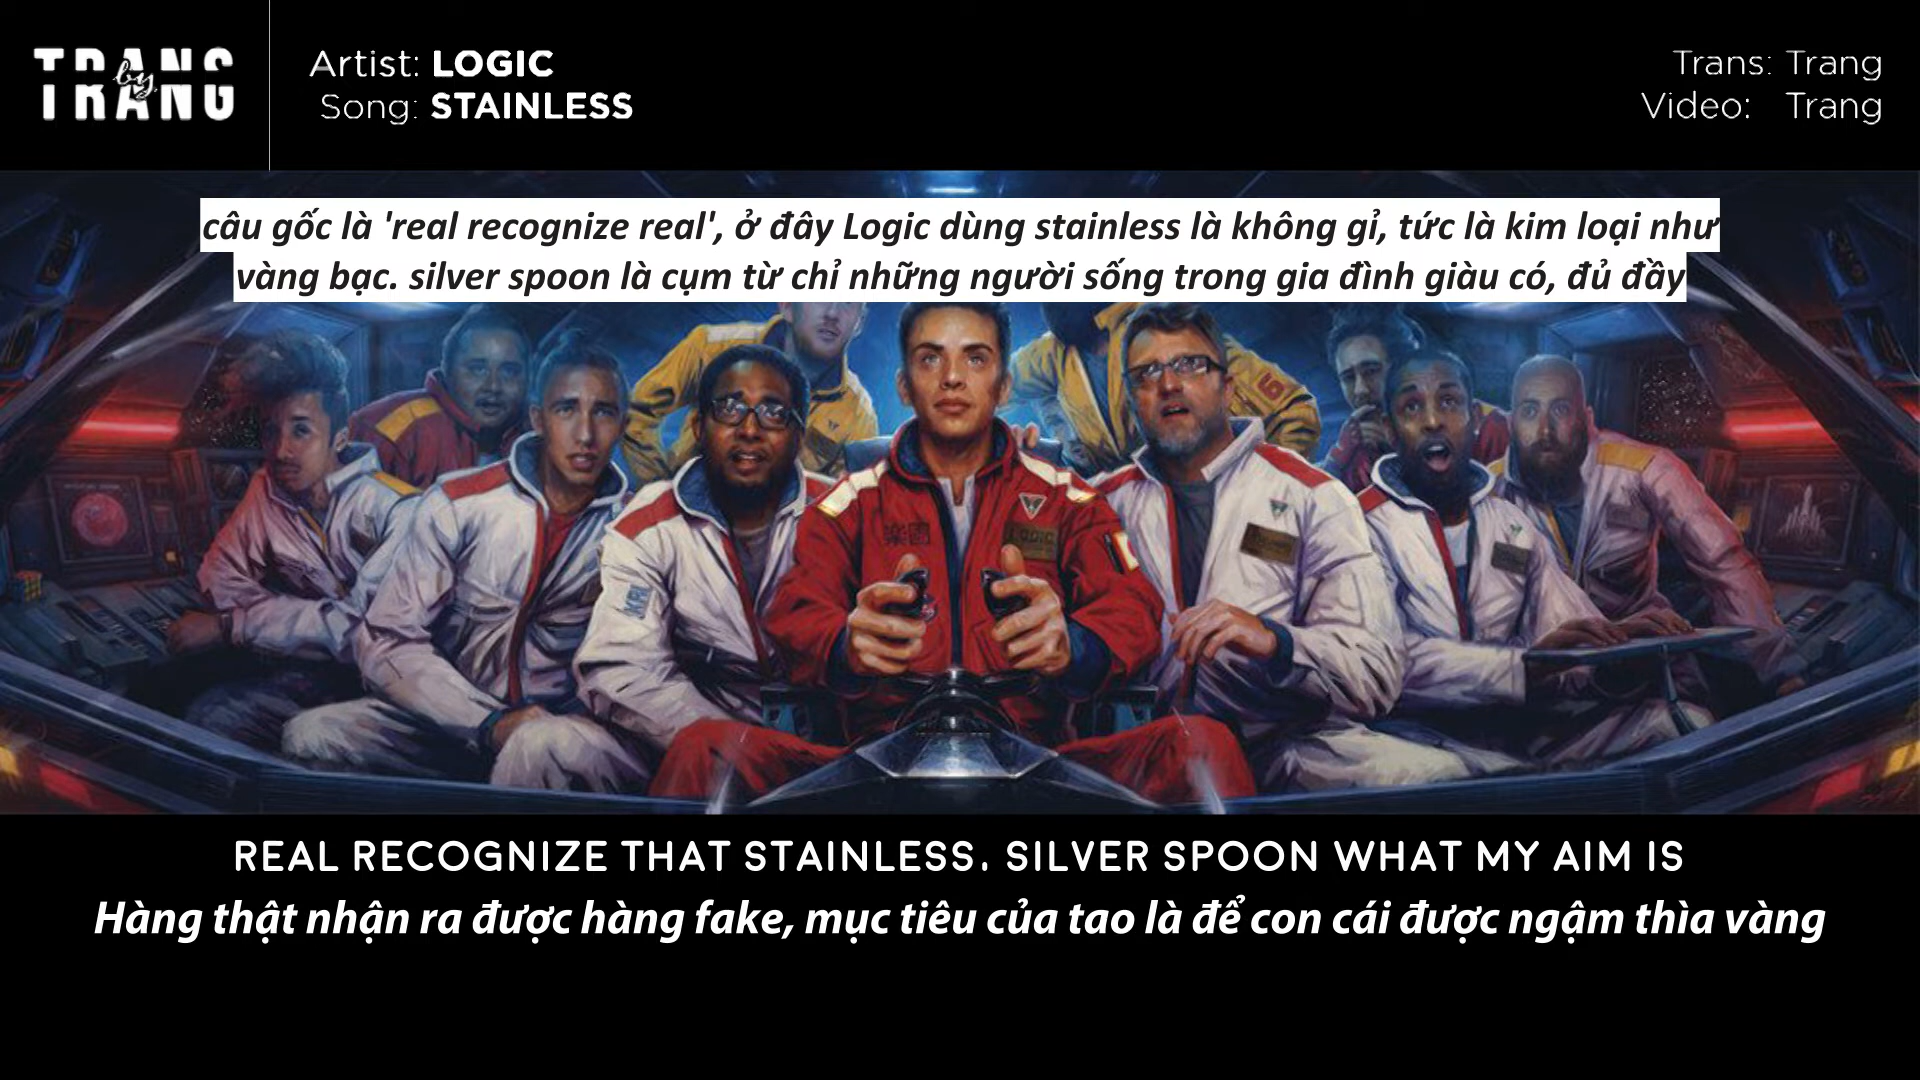 TRANG
by
TRANG
Artist: LOGIC
Song: STAINLESS
Trans: Trang
Video: Trang
câu gốc là 'real recognize real', ở đây Logic dùng stainless là không gỉ, tức là kim loại như
vàng bạc. silver spoon là cụm từ chỉ những người sống trong gia đình giàu có, đủ đầy
LOGIC
REAL RECOGNIZE THAT STAINLESS. SILVER SPOON WHAT MY AIM IS
Hàng thật nhận ra được hàng fake, mục tiêu của tao là để con cái được ngậm thìa vàng